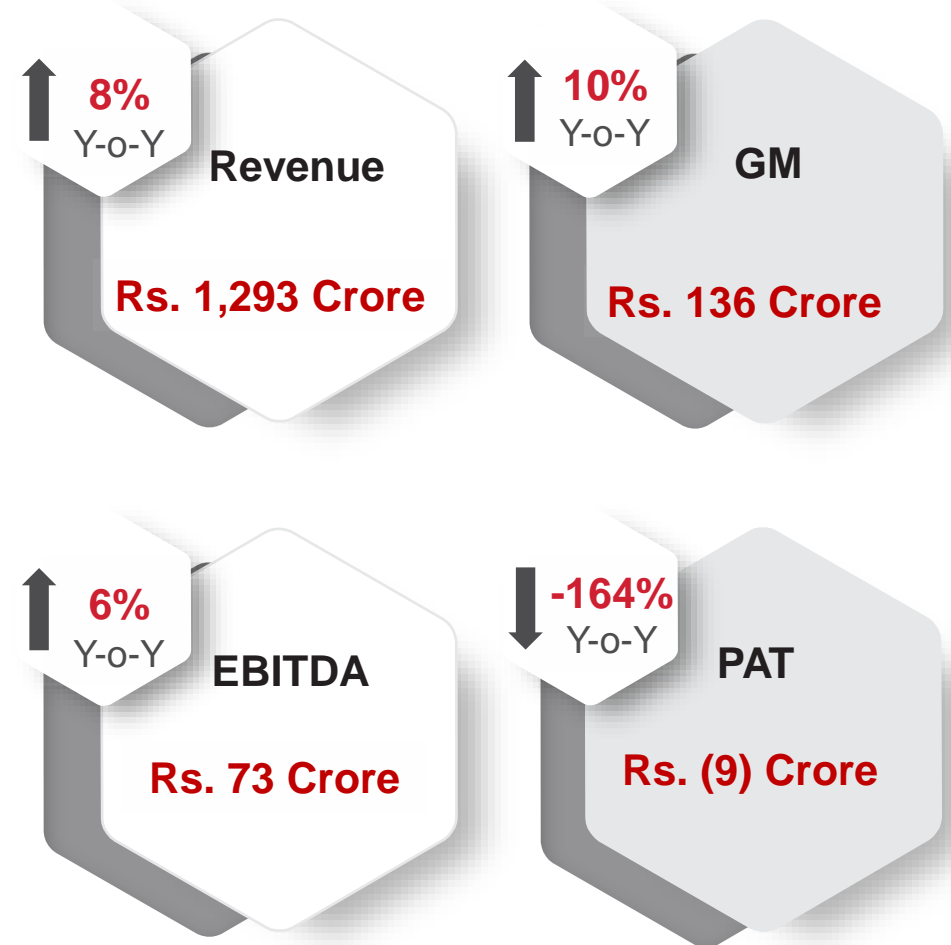 8%
Y-o-Y
Revenue
Rs. 1,293 Crore
10%
Y-o-Y
GM
Rs. 136 Crore
6%
Y-o-Y
EBITDA
Rs. 73 Crore
-164%
Y-o-Y
PAT
Rs. (9) Crore